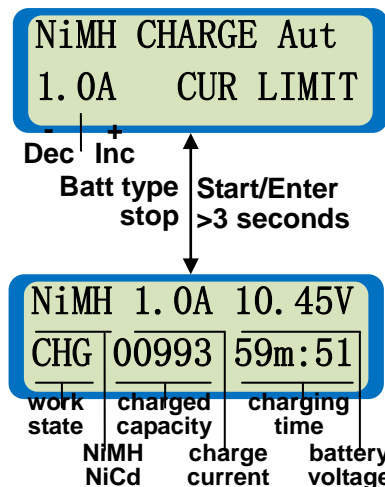 NiMH CHARGE Aut
1.0A CUR LIMIT
- +
Dec Inc
Batt type Start/Enter
stop >3 seconds
NiMH 1.0A 10.45V
CHG 00993 59m:51
work charged charging
state capacity time
NiMH charge battery
NiCd current voltage